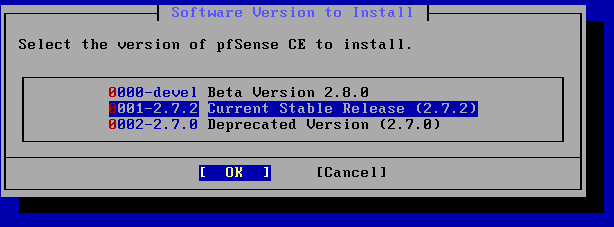 Software Version to Install
Select the version of pfSense CE to install.
0000-devel Beta Version 2.8.0
0001-2.7.2 Current Stable Release (2.7.2)
0002-2.7.0 Deprecated Version (2.7.0)
[ OK ] [Cancel]